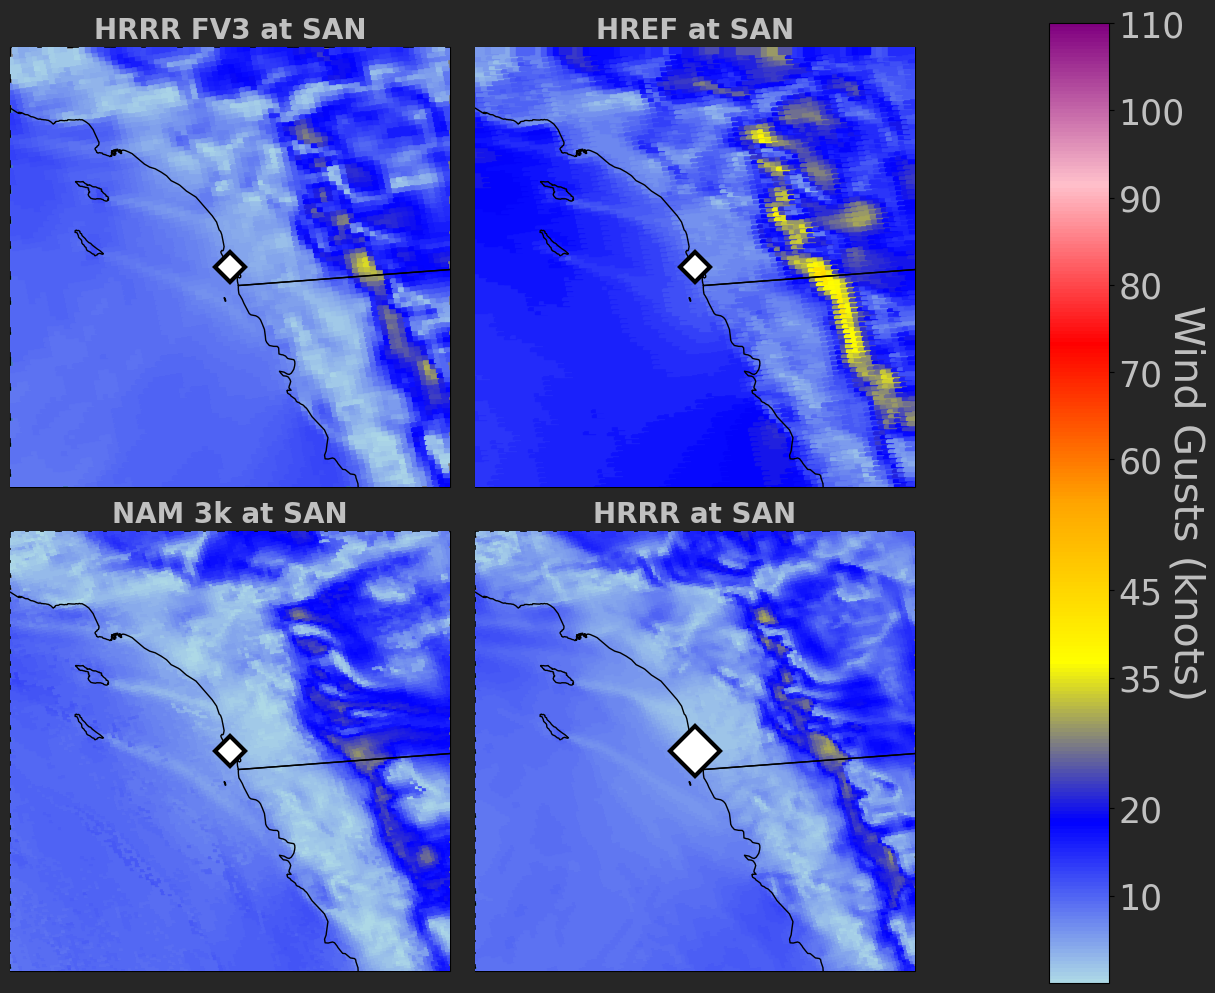 HRRR FV3 at SAN
HREF at SAN
NAM 3k at SAN
HRRR at SAN
110
100
90
80
70
60
45
35
20
10
Wind Gusts (knots)